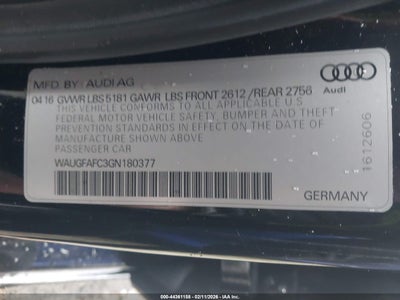 MFD. BY: AUDI AG
Audi
04 16 GVWR LBS 5181 GAWR LBS FRONT 2612 / REAR 2756
THIS VEHICLE CONFORMS TO ALL APPLICABLE U.S
FEDERAL MOTOR VEHICLE SAFETY, BUMPER AND THEFT-
PREVENTION STANDARDS IN EFFECT ON THE DATE OF
MANUFACTURE SHOWN ABOVE
PASSENGER CAR
WAUGFAFC3GN180377
1612606
GERMANY
000-44361158 - 02/11/2026 - IAA Inc.